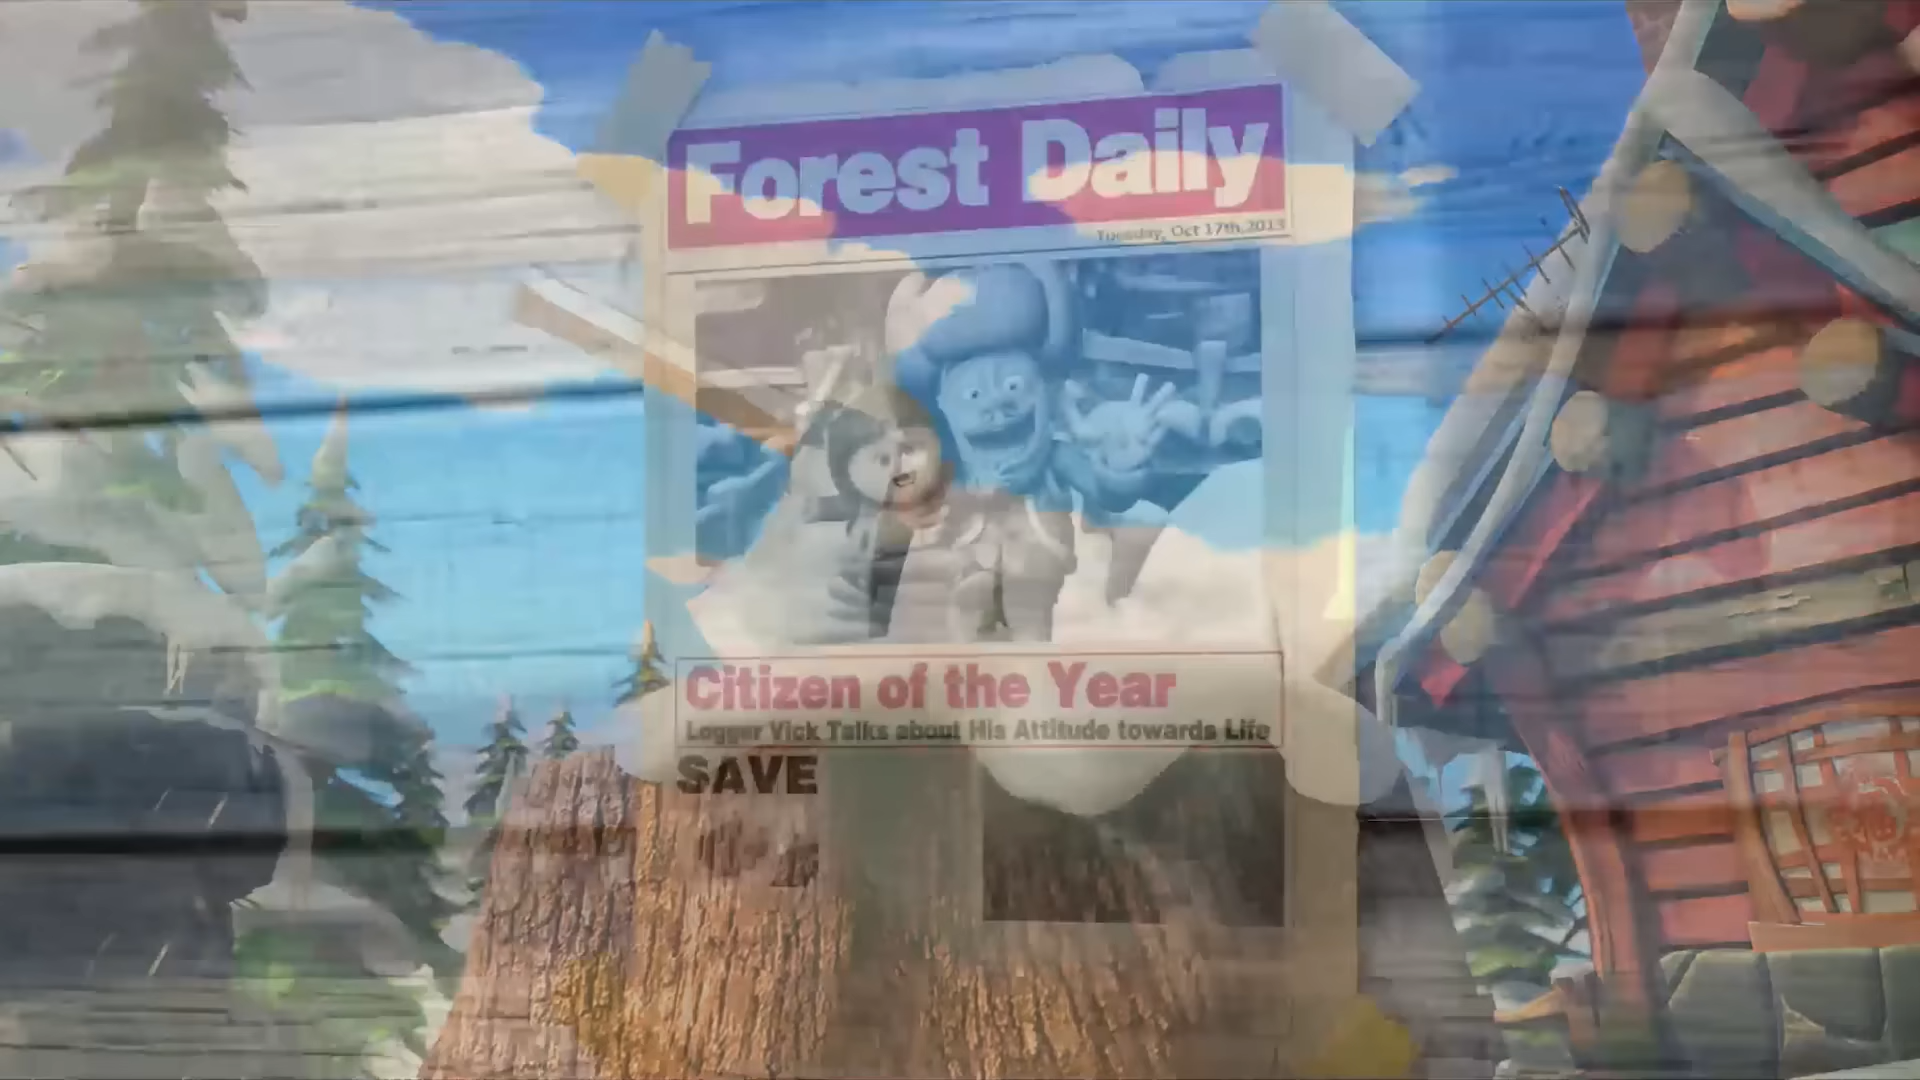 Forest Daily
Tuesday, Oct 17th,2013
Citizen of the Year
Logger Vick Talks about His Attitude towards Life
SAVE